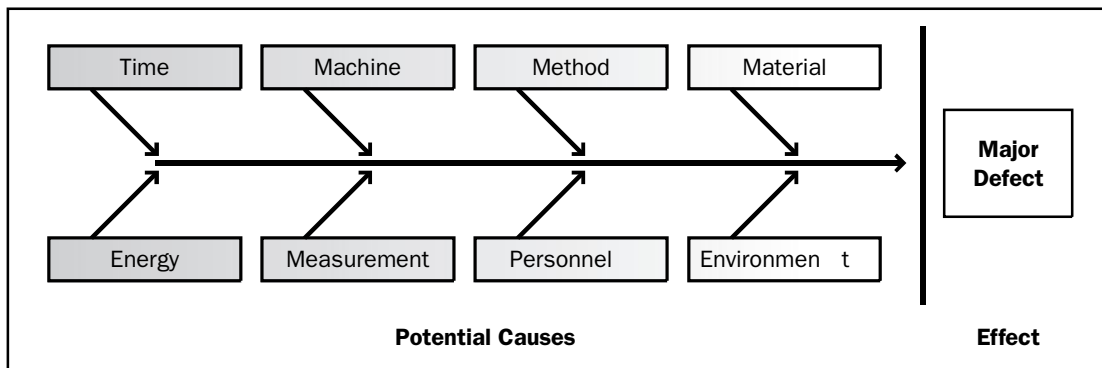 Time
Machine
Method
Material
Major
Defect
Energy
Measurement
Personnel
Environmen t
Potential Causes
Effect